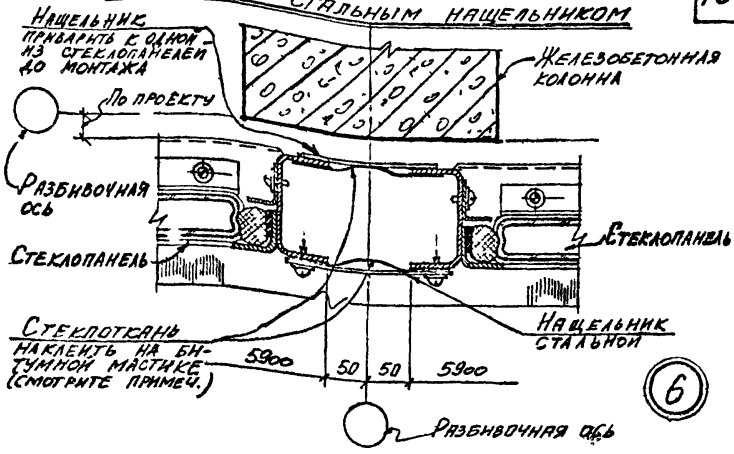 СТАЛЬНЫМ НАЩЕЛЬНИКОМ
НАЩЕЛЬНИК
ПРИВАРИТЬ К ОДНОЙ
ИЗ СТЕКЛОПАНЕЛЕЙ
ДО МОНТАЖА
ЖЕЛЕЗОБЕТОННАЯ
КОЛОННА
ПО ПРОЕКТУ
РАЗБИВОЧНАЯ
ОСЬ
СТЕКЛОПАНЕЛЬ
СТЕКЛОПАНЕЛЬ
СТЕКЛОТКАНЬ
НАКЛЕИТЬ НА БИ-
ТУМНОЙ МАСТИКЕ
(СМОТРИТЕ ПРИМЕЧ.)
НАЩЕЛЬНИК
СТАЛЬНОЙ
5900 50 50 5900
6
РАЗБИВОЧНАЯ ОСЬ